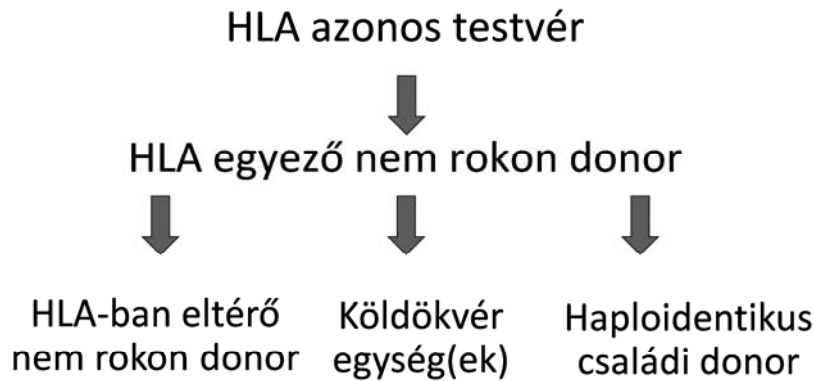 HLA azonos testvér
HLA egyező nem rokon donor
HLA-ban eltérő
nem rokon donor
Köldökvér
egység(ek)
Haploidentikus
családi donor